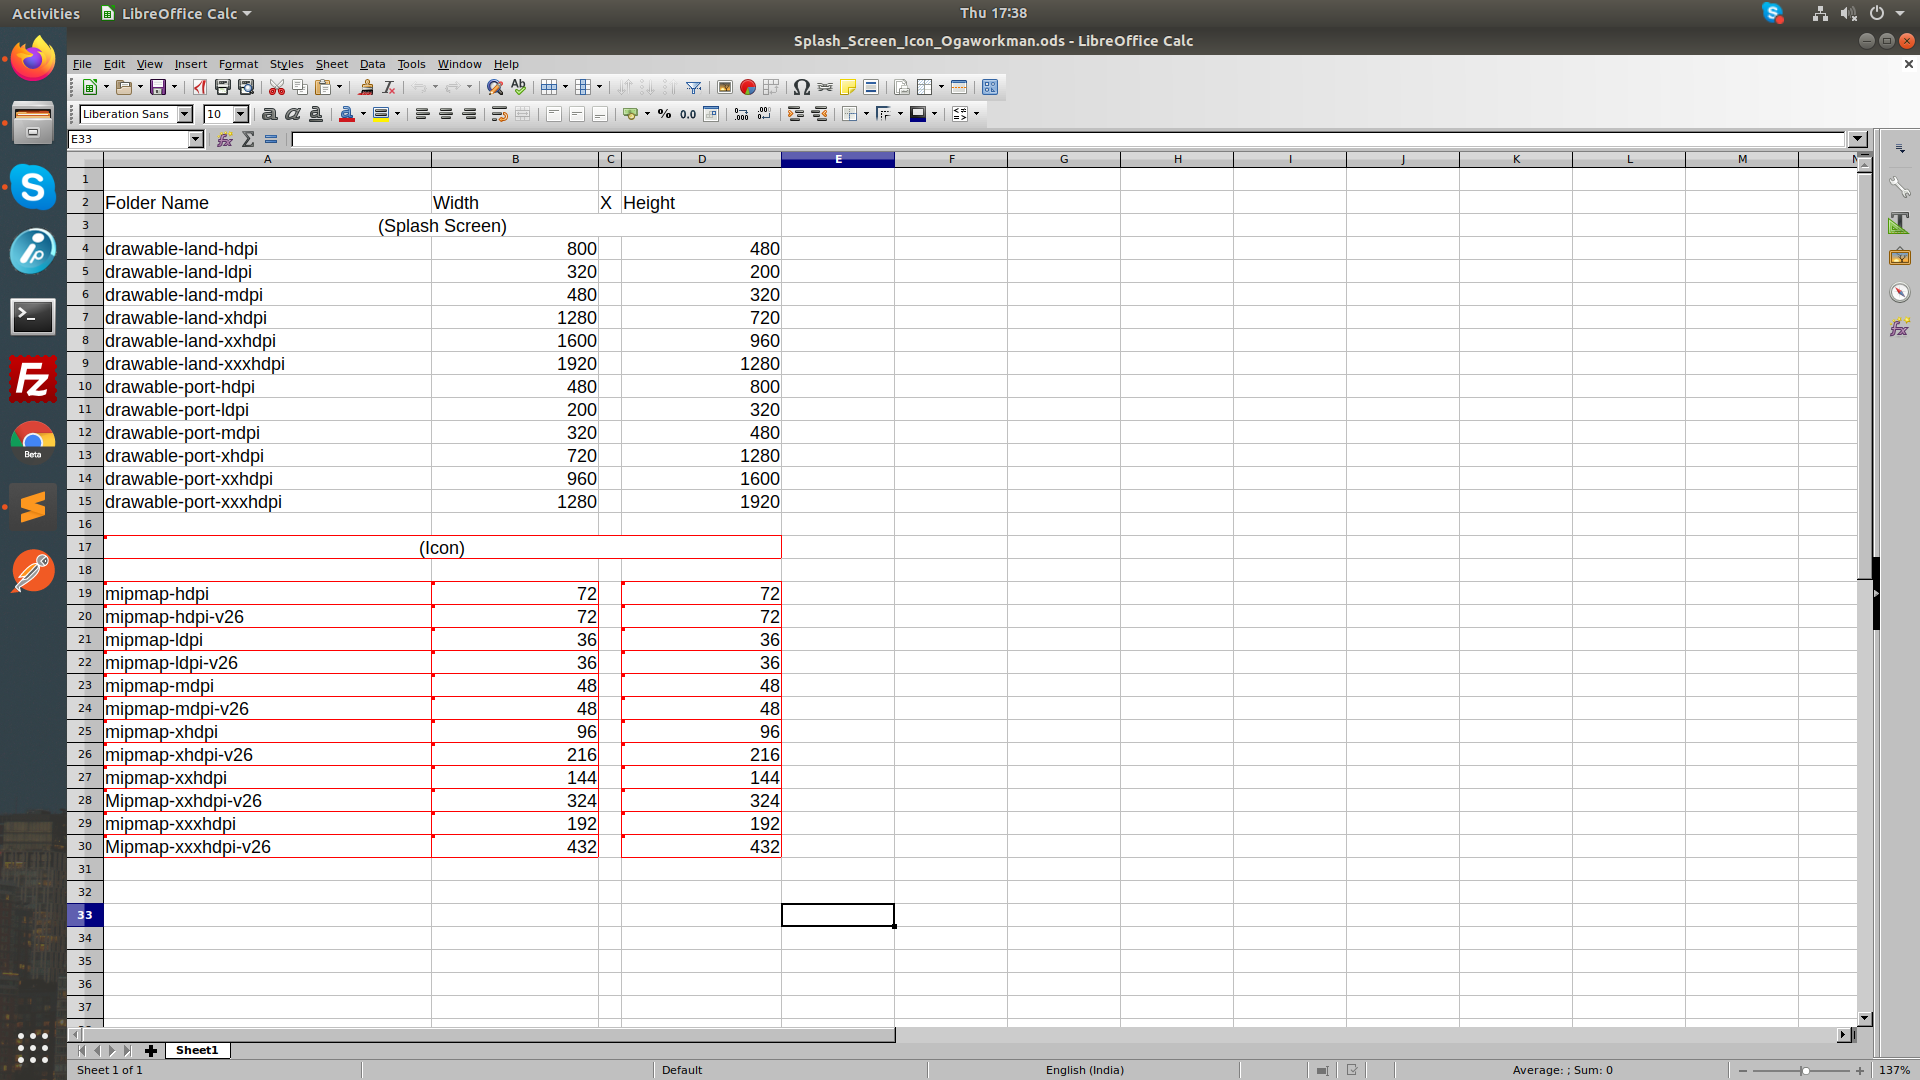 Activities LibreOffice Calc Thu 17:38
Splash_Screen_Icon_Ogaworkman.ods - LibreOffice Calc
File Edit View Insert Format Styles Sheet Data Tools Window Help
Liberation Sans 10
E33
A B C D E F G H I J K L M N
1
2 Folder Name Width X Height
3 (Splash Screen)
4 drawable-land-hdpi 800 480
5 drawable-land-ldpi 320 200
6 drawable-land-mdpi 480 320
7 drawable-land-xhdpi 1280 720
8 drawable-land-xxhdpi 1600 960
9 drawable-land-xxxhdpi 1920 1280
10 drawable-port-hdpi 480 800
11 drawable-port-ldpi 200 320
12 drawable-port-mdpi 320 480
13 drawable-port-xhdpi 720 1280
14 drawable-port-xxhdpi 960 1600
15 drawable-port-xxxhdpi 1280 1920
16
17 (Icon)
18
19 mipmap-hdpi 72 72
20 mipmap-hdpi-v26 72 72
21 mipmap-ldpi 36 36
22 mipmap-ldpi-v26 36 36
23 mipmap-mdpi 48 48
24 mipmap-mdpi-v26 48 48
25 mipmap-xhdpi 96 96
26 mipmap-xhdpi-v26 216 216
27 mipmap-xxhdpi 144 144
28 Mipmap-xxhdpi-v26 324 324
29 mipmap-xxxhdpi 192 192
30 Mipmap-xxxhdpi-v26 432 432
31
32
33
34
35
36
37
Beta
Sheet1
Sheet 1 of 1 Default English (India) Average: ; Sum: 0 137%